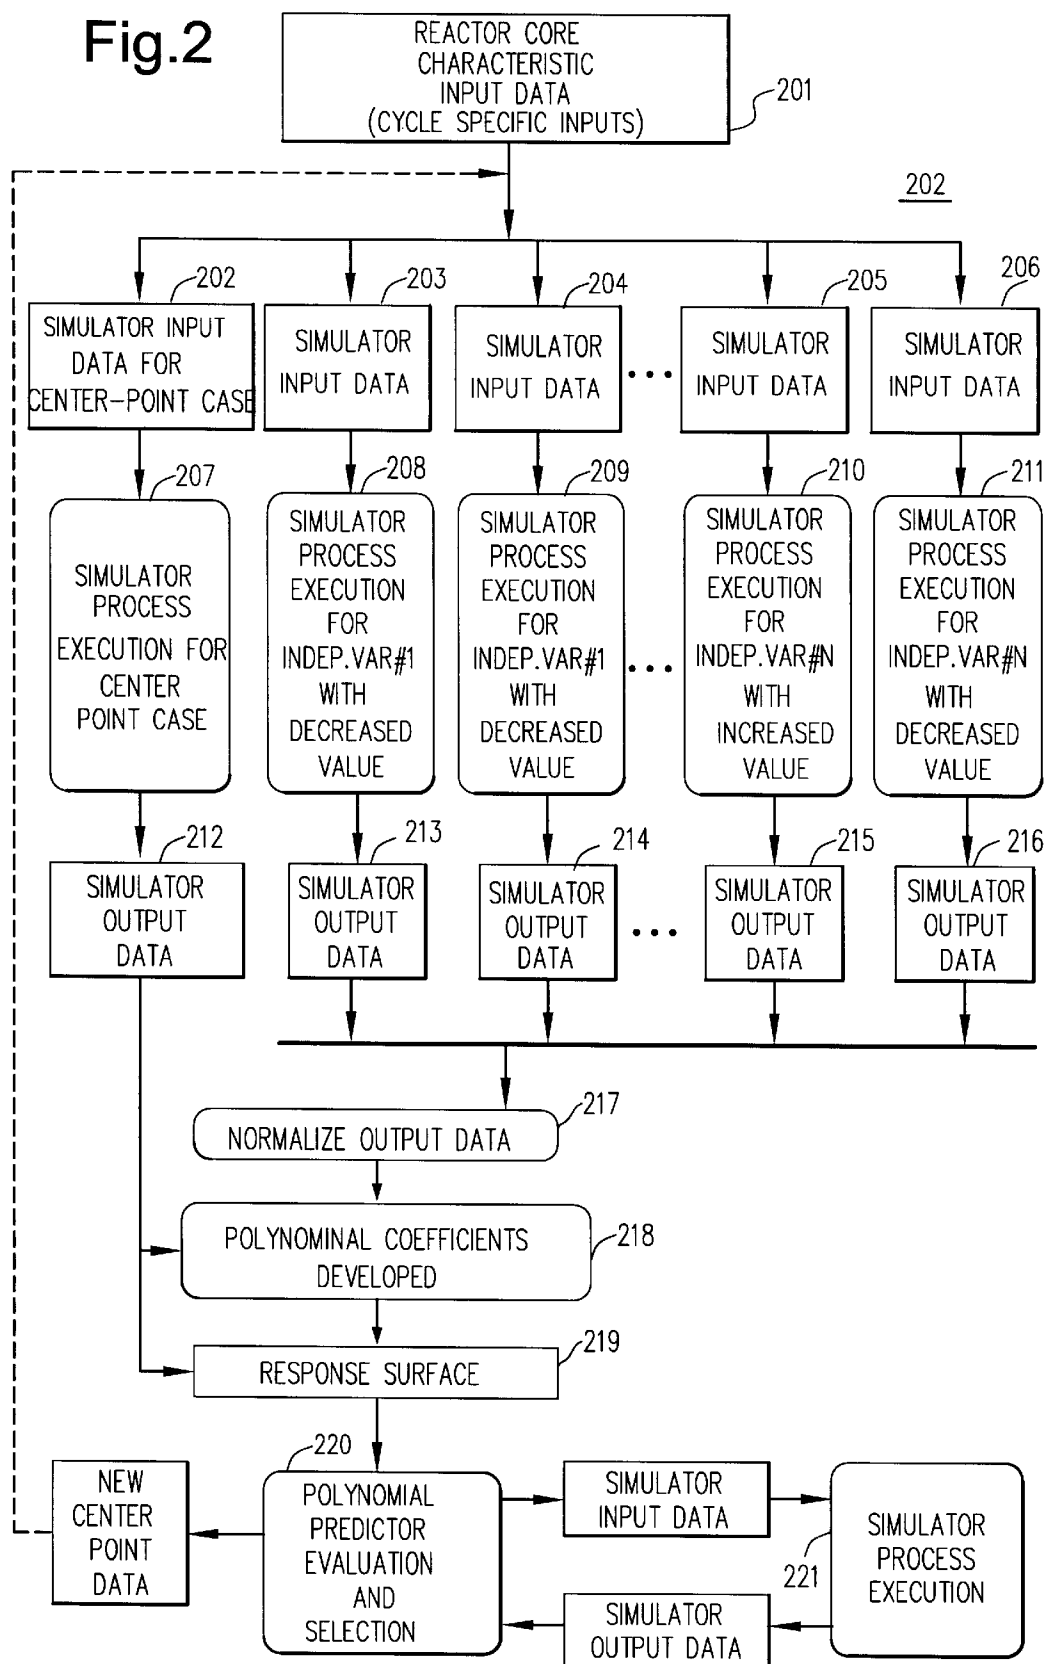 Fig.2
REACTOR CORE
CHARACTERISTIC
INPUT DATA
(CYCLE SPECIFIC INPUTS)
201
202
202
SIMULATOR INPUT
DATA FOR
CENTER-POINT CASE
203
SIMULATOR
INPUT DATA
204
SIMULATOR
INPUT DATA
...
205
SIMULATOR
INPUT DATA
206
SIMULATOR
INPUT DATA
207
SIMULATOR
PROCESS
EXECUTION FOR
CENTER
POINT CASE
208
SIMULATOR
PROCESS
EXECUTION
FOR
INDEP.VAR#1
WITH
DECREASED
VALUE
209
SIMULATOR
PROCESS
EXECUTION
FOR
INDEP.VAR#1
WITH
DECREASED
VALUE
...
210
SIMULATOR
PROCESS
EXECUTION
FOR
INDEP.VAR#N
WITH
INCREASED
VALUE
211
SIMULATOR
PROCESS
EXECUTION
FOR
INDEP.VAR#N
WITH
DECREASED
VALUE
212
SIMULATOR
OUTPUT
DATA
213
SIMULATOR
OUTPUT
DATA
214
SIMULATOR
OUTPUT
DATA
...
215
SIMULATOR
OUTPUT
DATA
216
SIMULATOR
OUTPUT
DATA
217
NORMALIZE OUTPUT DATA
218
POLYNOMINAL COEFFICIENTS
DEVELOPED
219
RESPONSE SURFACE
NEW
CENTER
POINT
DATA
220
POLYNOMIAL
PREDICTOR
EVALUATION
AND
SELECTION
SIMULATOR
INPUT DATA
SIMULATOR
OUTPUT DATA
221
SIMULATOR
PROCESS
EXECUTION